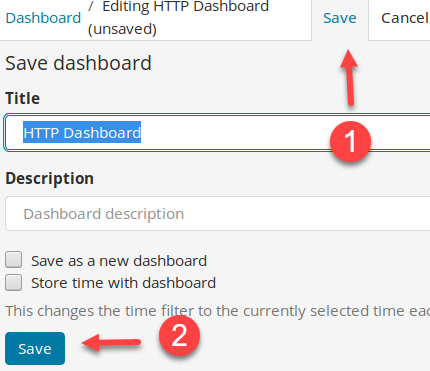 Dashboard / Editing HTTP Dashboard (unsaved) Save Cancel
Save dashboard
Title
HTTP Dashboard
1
Description
Dashboard description
Save as a new dashboard
Store time with dashboard
This changes the time filter to the currently selected time eac
Save 2